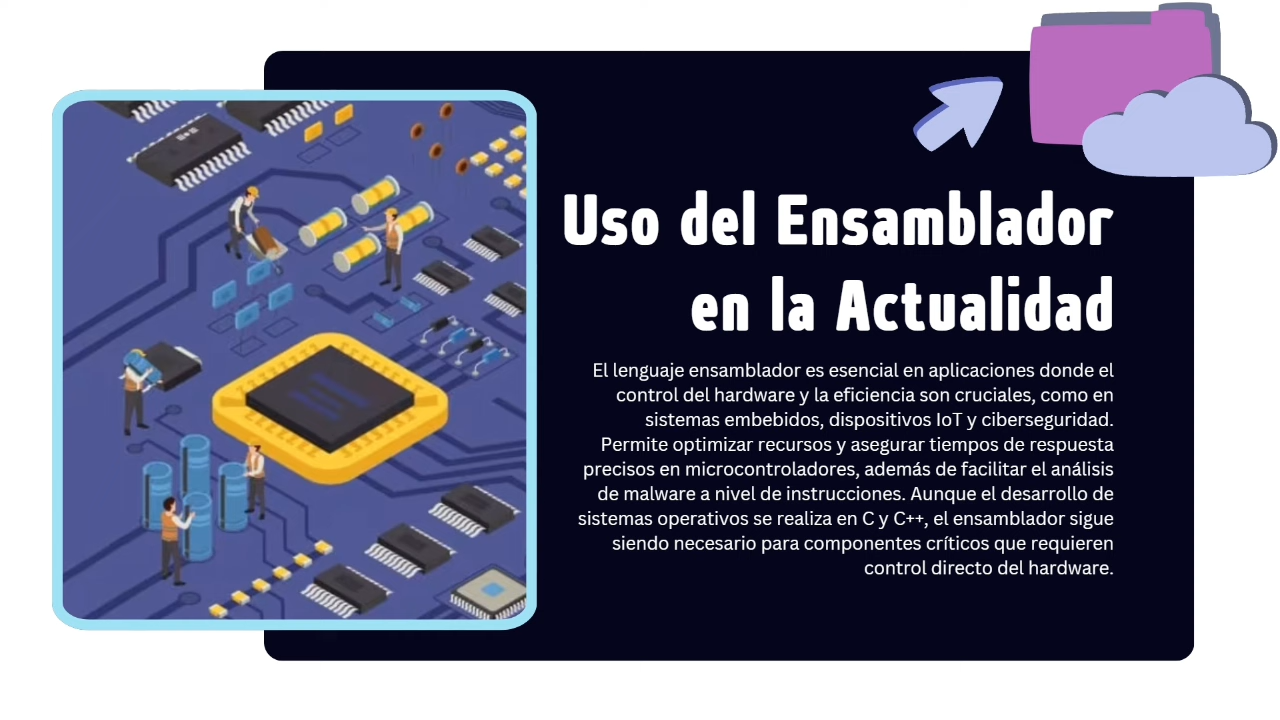 Uso del Ensamblador
en la Actualidad
El lenguaje ensamblador es esencial en aplicaciones donde el
control del hardware y la eficiencia son cruciales, como en
sistemas embebidos, dispositivos IoT y ciberseguridad.
Permite optimizar recursos y asegurar tiempos de respuesta
precisos en microcontroladores, además de facilitar el análisis
de malware a nivel de instrucciones. Aunque el desarrollo de
sistemas operativos se realiza en C y C++, el ensamblador sigue
siendo necesario para componentes críticos que requieren
control directo del hardware.